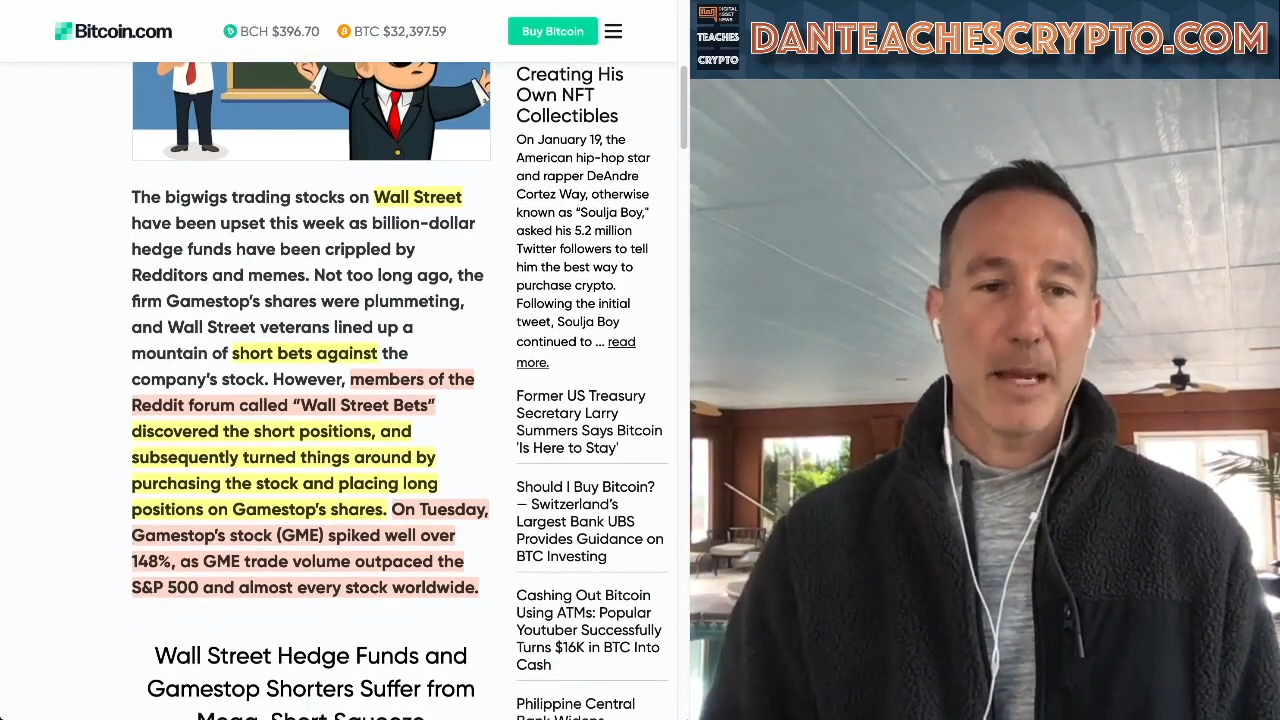 Bitcoin.com
BCH $396.70
BTC $32,397.59
Buy Bitcoin
DIGITAL
ASSET
NEWS
TEACHES
CRYPTO
DANTEACHESCRYPTO.COM
The bigwigs trading stocks on Wall Street
have been upset this week as billion-dollar
hedge funds have been crippled by
Redditors and memes. Not too long ago, the
firm Gamestop’s shares were plummeting,
and Wall Street veterans lined up a
mountain of short bets against the
company’s stock. However, members of the
Reddit forum called “Wall Street Bets”
discovered the short positions, and
subsequently turned things around by
purchasing the stock and placing long
positions on Gamestop’s shares. On Tuesday,
Gamestop’s stock (GME) spiked well over
148%, as GME trade volume outpaced the
S&P 500 and almost every stock worldwide.
Wall Street Hedge Funds and
Gamestop Shorters Suffer from
Mega-Short Squeeze
Creating His
Own NFT
Collectibles
On January 19, the
American hip-hop star
and rapper DeAndre
Cortez Way, otherwise
known as “Soulja Boy,”
asked his 5.2 million
Twitter followers to tell
him the best way to
purchase crypto.
Following the initial
tweet, Soulja Boy
continued to ... read
more.
Former US Treasury
Secretary Larry
Summers Says Bitcoin
'Is Here to Stay'
Should I Buy Bitcoin?
— Switzerland’s
Largest Bank UBS
Provides Guidance on
BTC Investing
Cashing Out Bitcoin
Using ATMs: Popular
Youtuber Successfully
Turns $16K in BTC Into
Cash
Philippine Central
Bank Widens